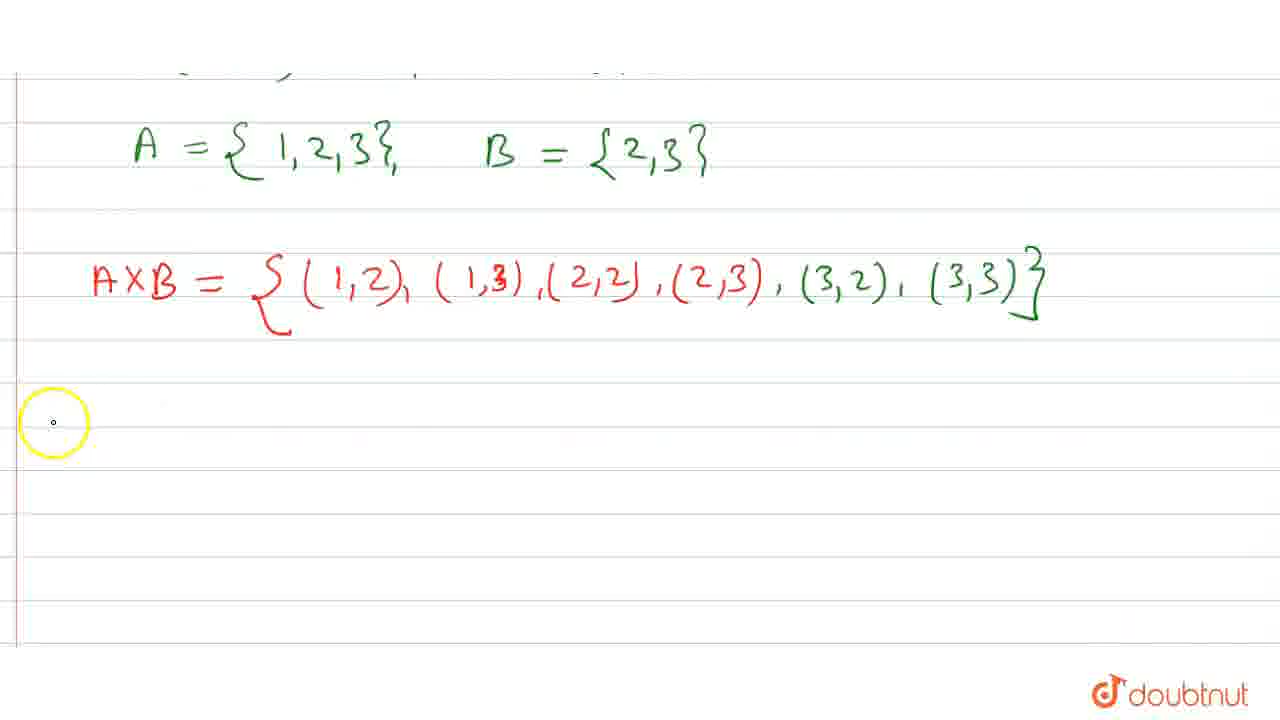 A = { 1, 2, 3 }, B = { 2, 3 }
A×B = { (1, 2), (1, 3), (2, 2), (2, 3), (3, 2), (3, 3) }
doubtnut